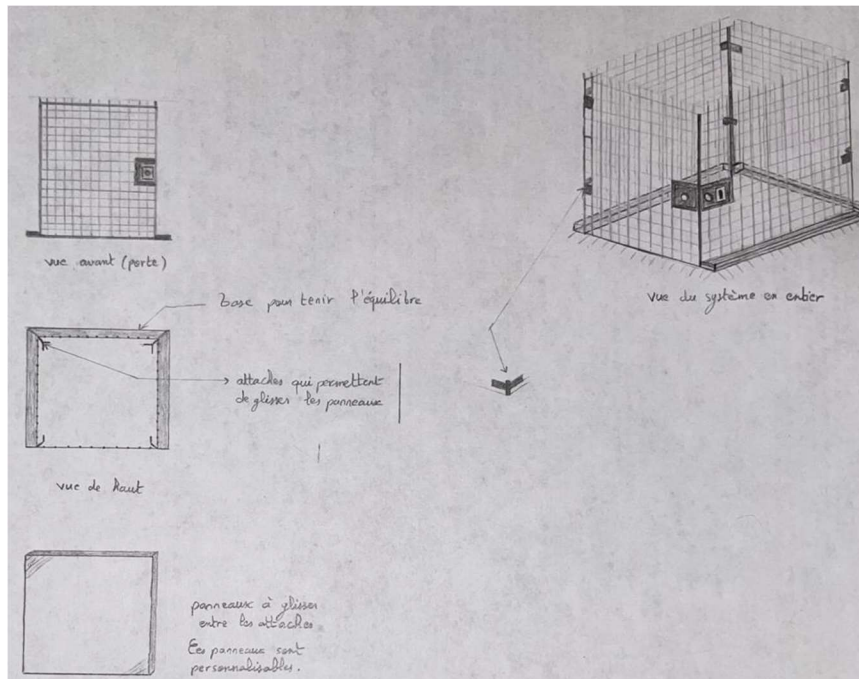 vue avant (porte)
vue du système en entier
base pour tenir l'équilibre
attaches qui permettent
de glisser les panneaux
vue de haut
panneaux à glisser
entre les attaches.
Ces panneaux sont
personnalisables.